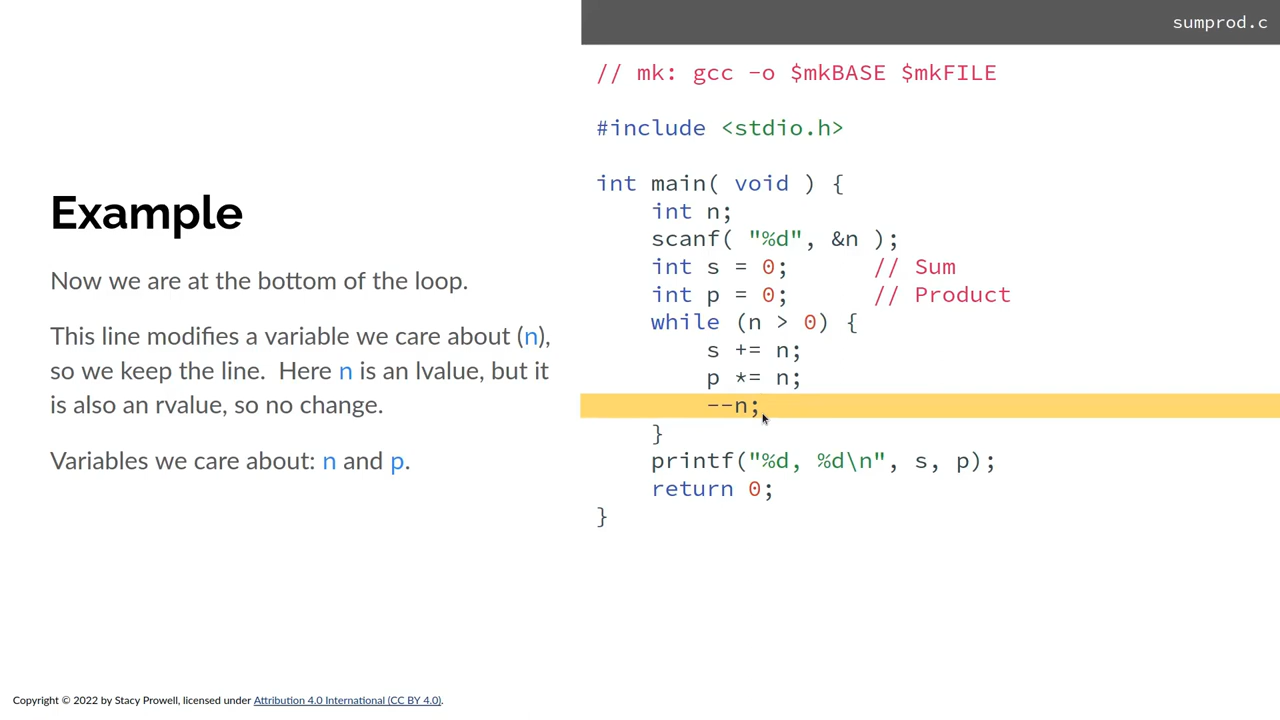 sumprod.c
// mk: gcc -o $mkBASE $mkFILE
#include <stdio.h>
int main( void ) {
    int n;
    scanf( "%d", &n );
    int s = 0;      // Sum
    int p = 0;      // Product
    while (n > 0) {
        s += n;
        p *= n;
        --n;
    }
    printf("%d, %d\n", s, p);
    return 0;
}
Example
Now we are at the bottom of the loop.
This line modifies a variable we care about (n),
so we keep the line.  Here n is an lvalue, but it
is also an rvalue, so no change.
Variables we care about: n and p.
Copyright © 2022 by Stacy Prowell, licensed under Attribution 4.0 International (CC BY 4.0).